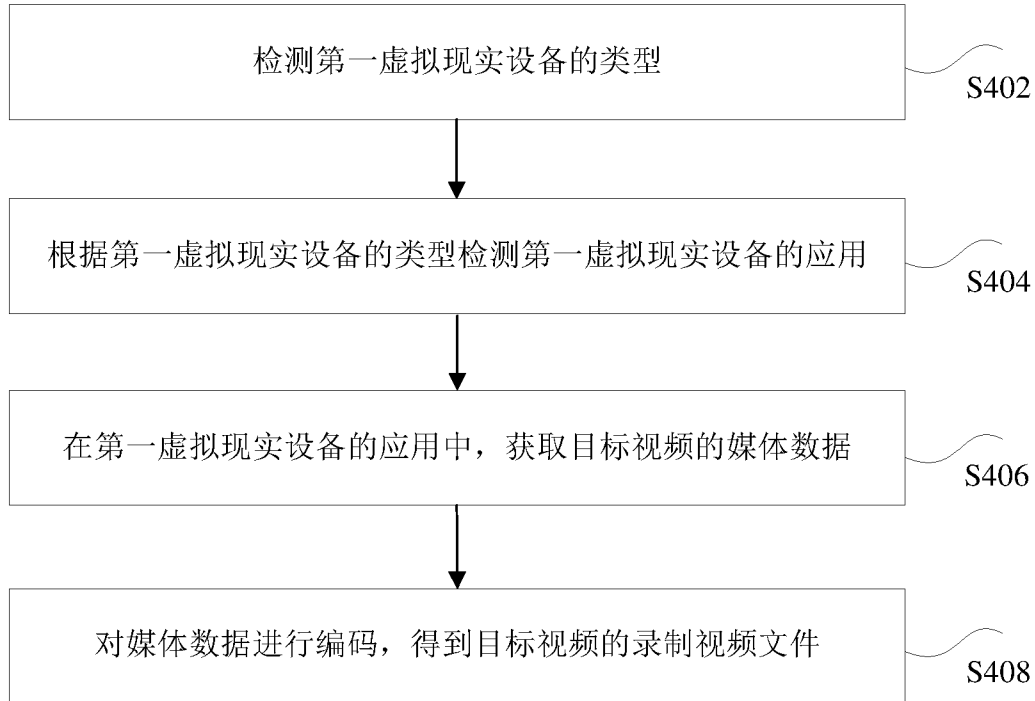 检测第一虚拟现实设备的类型
S402
根据第一虚拟现实设备的类型检测第一虚拟现实设备的应用
S404
在第一虚拟现实设备的应用中，获取目标视频的媒体数据
S406
对媒体数据进行编码，得到目标视频的录制视频文件
S408